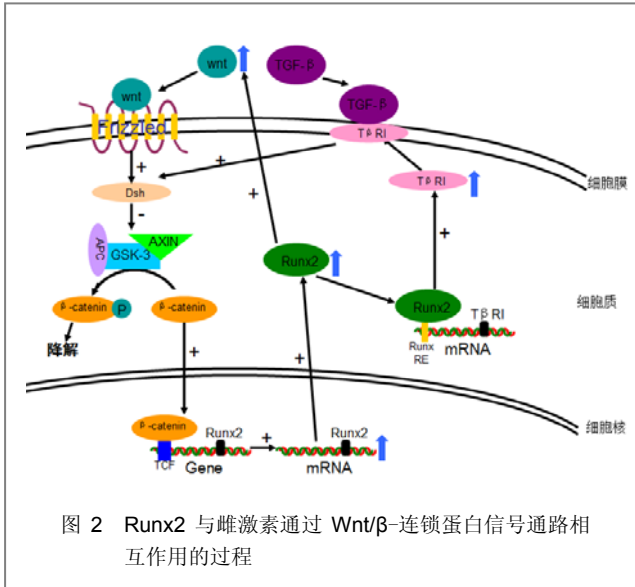 wnt
TGF-β
wnt
TGF-β
Frizzled
TβRI
+
+
+
Dsh
TβRI
细胞膜
-
APC
AXIN
GSK-3
+
Runx2
+
β-catenin
P
β-catenin
Runx2
TβRI
细胞质
降解
Runx
RE
mRNA
+
+
β-catenin
TCF
Runx2
Gene
+
Runx2
mRNA
细胞核
图 2 Runx2 与雌激素通过 Wnt/β-连锁蛋白信号通路相
互作用的过程